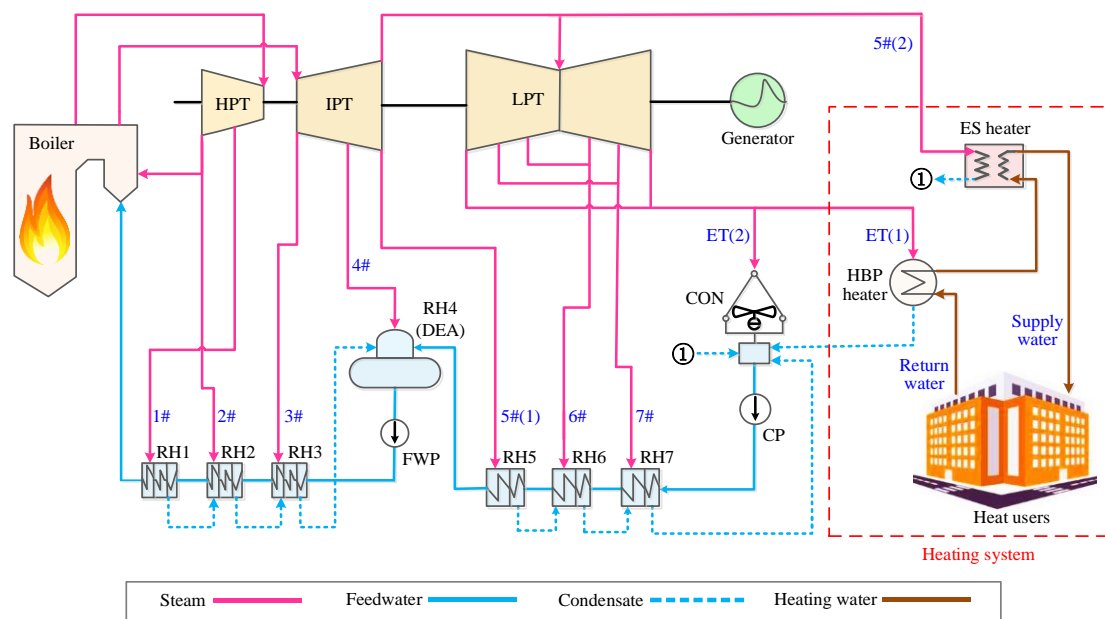 5#(2)
HPT
IPT
LPT
Generator
Boiler
ES heater
①
4#
ET(2)
ET(1)
HBP
heater
CON
RH4
(DEA)
Supply
water
①
Return
water
1#
2#
3#
5#(1)
6#
7#
CP
FWP
RH1
RH2
RH3
RH5
RH6
RH7
Heat users
Heating system
Steam
Feedwater
Condensate
Heating water